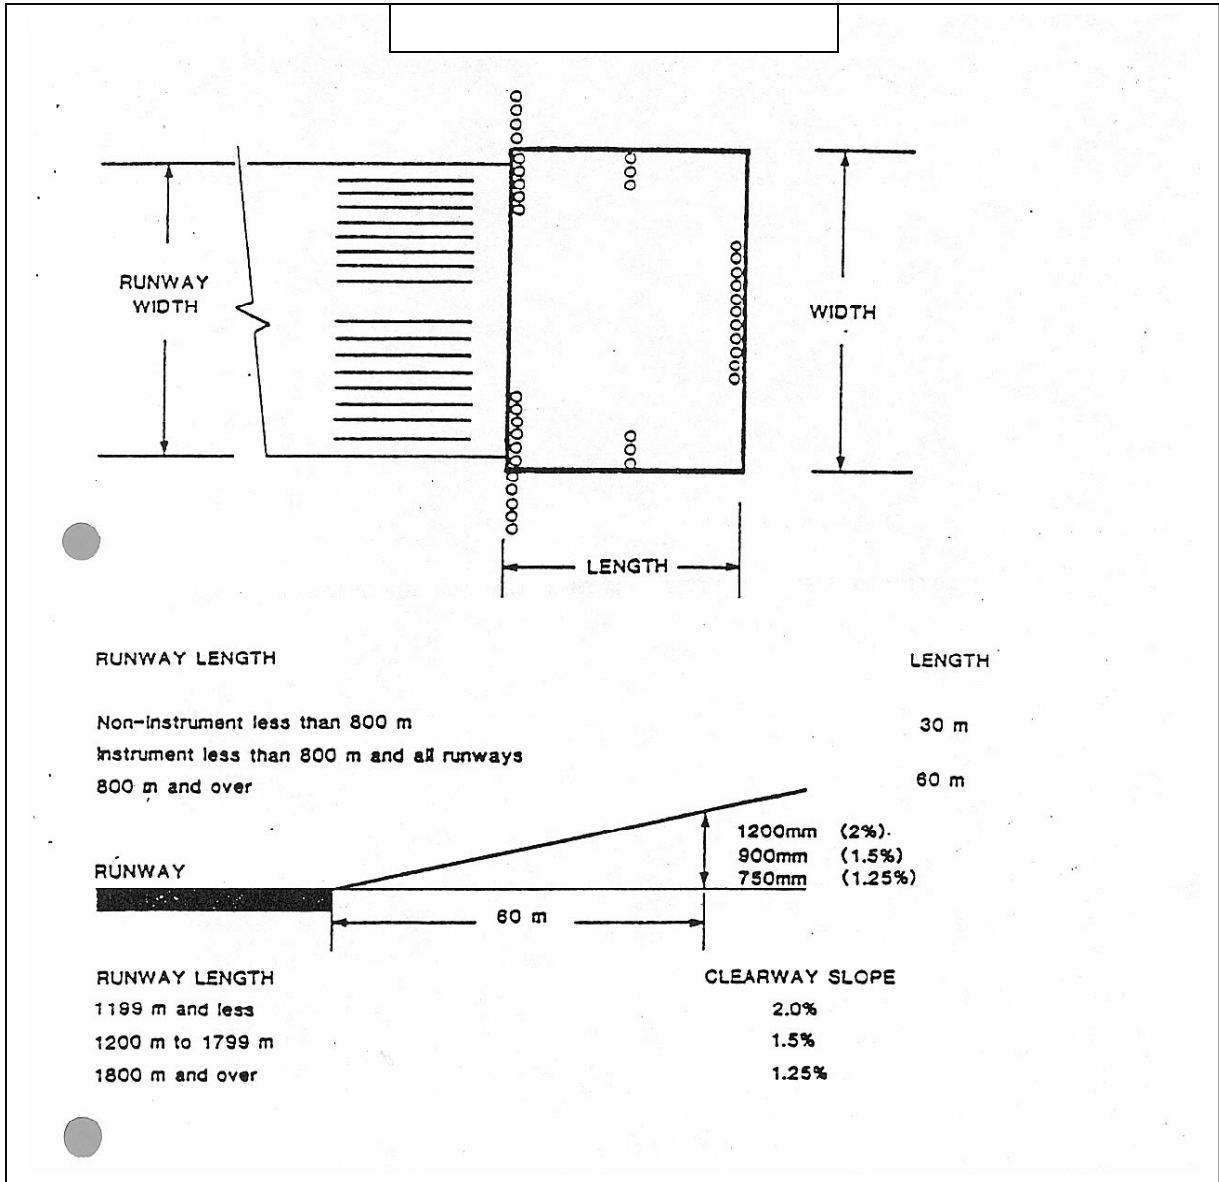 RUNWAY
WIDTH
WIDTH
LENGTH
RUNWAY LENGTH LENGTH
Non-instrument less than 800 m 30 m
Instrument less than 800 m and all runways
800 m and over 60 m
1200mm (2%).
900mm (1.5%)
RUNWAY 750mm (1.25%)
60 m
RUNWAY LENGTH CLEARWAY SLOPE
1199 m and less 2.0%
1200 m to 1799 m 1.5%
1800 m and over 1.25%